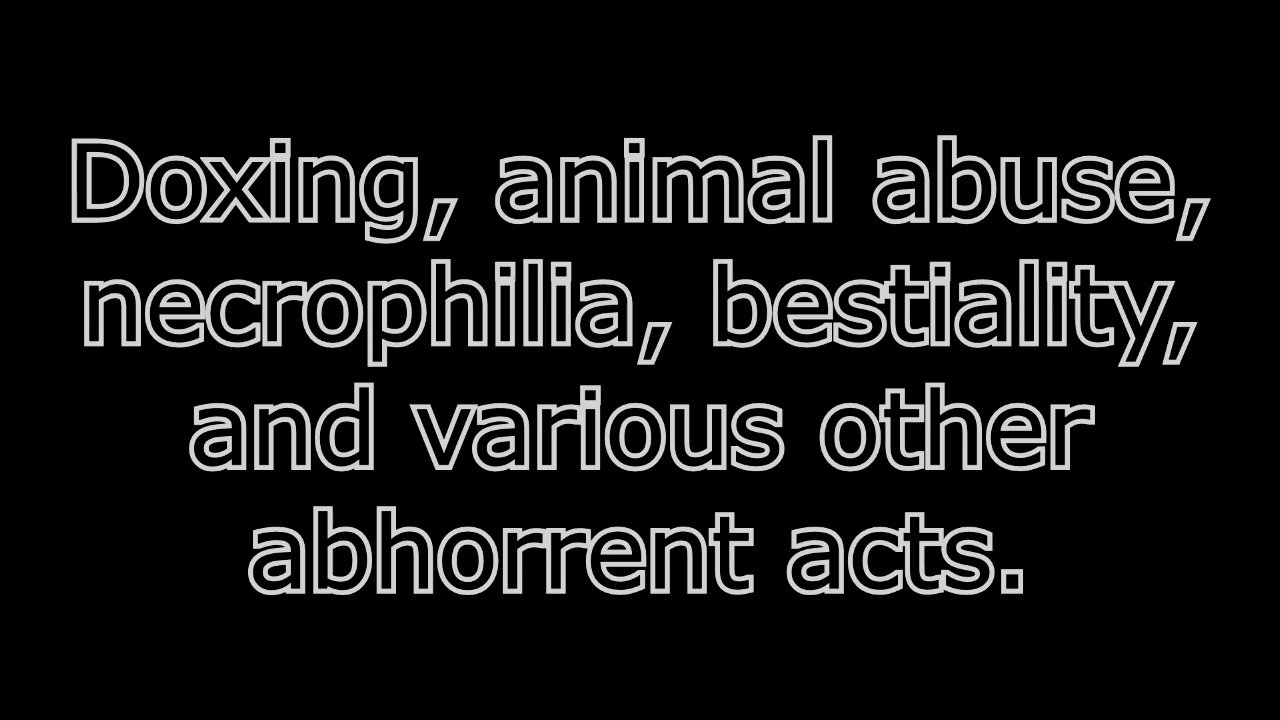 Doxing, animal abuse,
necrophilia, bestiality,
and various other
abhorrent acts.